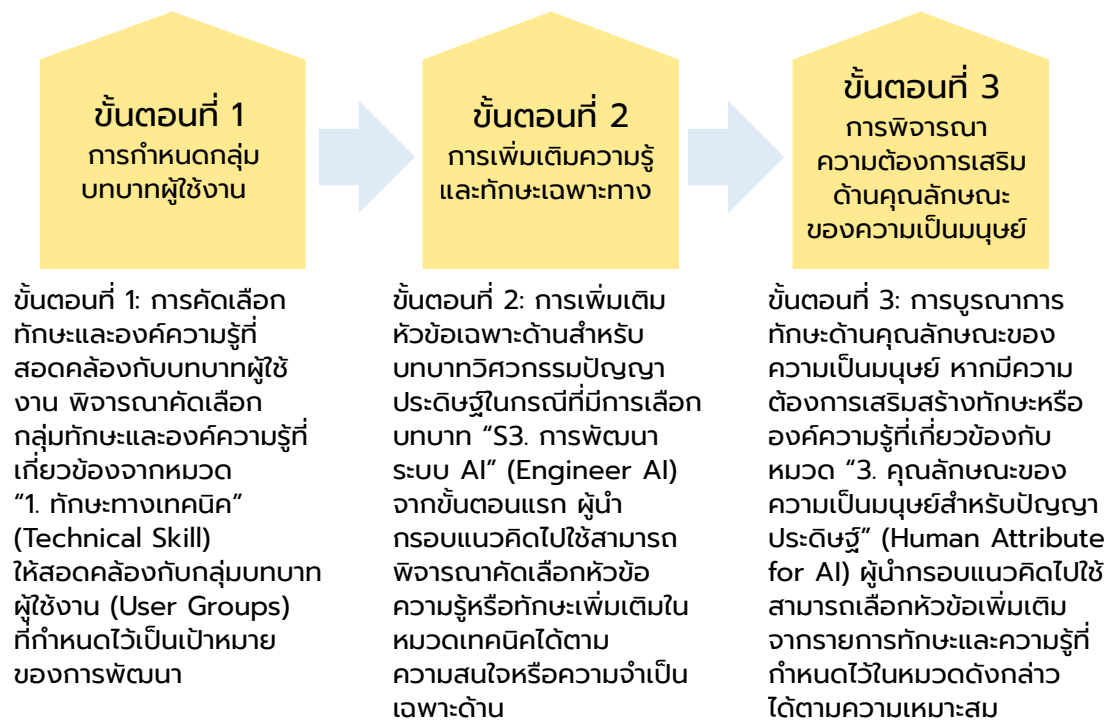 ขั้นตอนที่ 1
การกำหนดกลุ่ม
บทบาทผู้ใช้งาน
ขั้นตอนที่ 2
การเพิ่มเติมความรู้
และทักษะเฉพาะทาง
ขั้นตอนที่ 3
การพิจารณา
ความต้องการเสริม
ด้านคุณลักษณะ
ของความเป็นมนุษย์
ขั้นตอนที่ 1: การคัดเลือก
ทักษะและองค์ความรู้ที่
สอดคล้องกับบทบาทผู้ใช้
งาน พิจารณาคัดเลือก
กลุ่มทักษะและองค์ความรู้ที่
เกี่ยวข้องจากหมวด
“1. ทักษะทางเทคนิค”
(Technical Skill)
ให้สอดคล้องกับกลุ่มบทบาท
ผู้ใช้งาน (User Groups)
ที่กำหนดไว้เป็นเป้าหมาย
ของการพัฒนา
ขั้นตอนที่ 2: การเพิ่มเติม
หัวข้อเฉพาะด้านสำหรับ
บทบาทวิศวกรรมปัญญา
ประดิษฐ์ในกรณีที่มีการเลือก
บทบาท “S3. การพัฒนา
ระบบ AI” (Engineer AI)
จากขั้นตอนแรก ผู้นำ
กรอบแนวคิดไปใช้สามารถ
พิจารณาคัดเลือกหัวข้อ
ความรู้หรือทักษะเพิ่มเติมใน
หมวดเทคนิคได้ตาม
ความสนใจหรือความจำเป็น
เฉพาะด้าน
ขั้นตอนที่ 3: การบูรณาการ
ทักษะด้านคุณลักษณะของ
ความเป็นมนุษย์ หากมีความ
ต้องการเสริมสร้างทักษะหรือ
องค์ความรู้ที่เกี่ยวข้องกับ
หมวด “3. คุณลักษณะของ
ความเป็นมนุษย์สำหรับปัญญา
ประดิษฐ์” (Human Attribute
for AI) ผู้นำกรอบแนวคิดไปใช้
สามารถเลือกหัวข้อเพิ่มเติม
จากรายการทักษะและความรู้ที่
กำหนดไว้ในหมวดดังกล่าว
ได้ตามความเหมาะสม